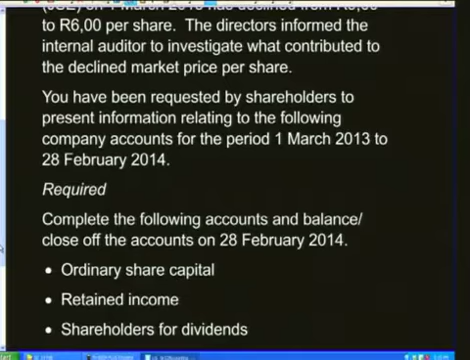 to R6,00 per share. The directors informed the
internal auditor to investigate what contributed to
the declined market price per share.
You have been requested by shareholders to
present information relating to the following
company accounts for the period 1 March 2013 to
28 February 2014.
Required
Complete the following accounts and balance/
close off the accounts on 28 February 2014.
• Ordinary share capital
• Retained income
• Shareholders for dividends